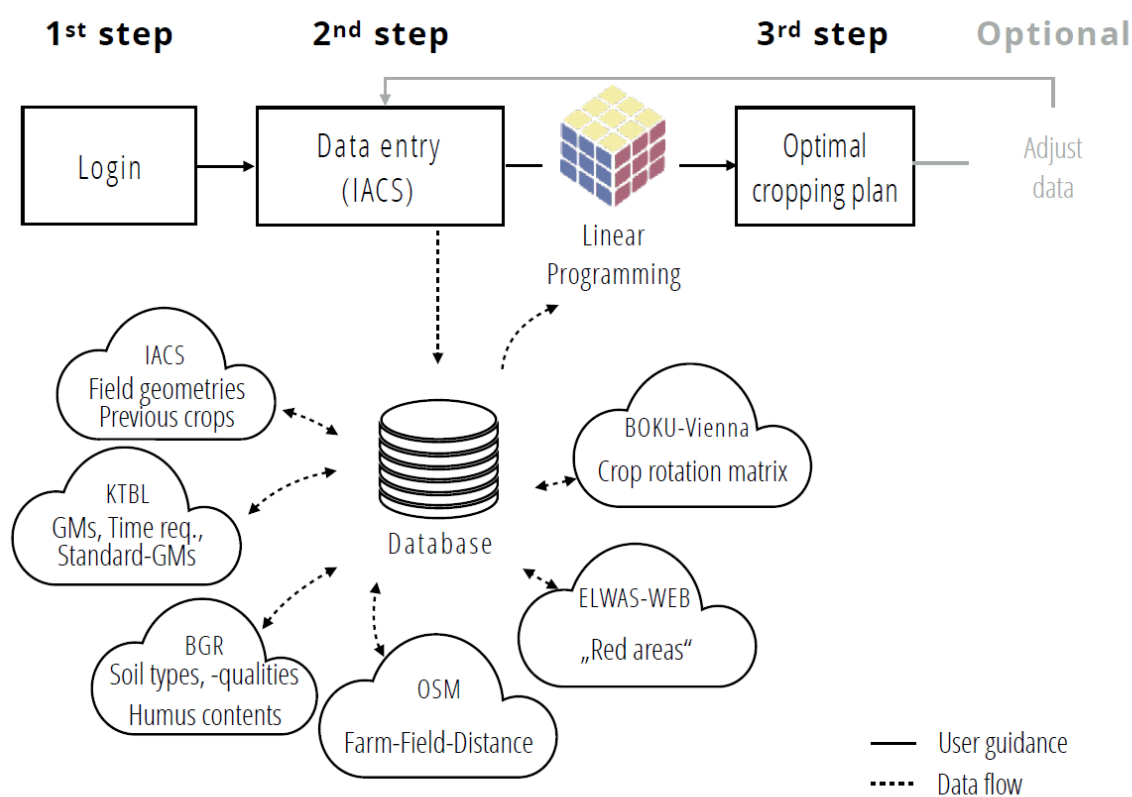 1st step
2nd step
3rd step
Optional
Login
Data entry
(IACS)
Linear
Programming
Optimal
cropping plan
Adjust
data
IACS
Field geometries
Previous crops
KTBL
GMs, Time req.,
Standard-GMs
BGR
Soil types, -qualities
Humus contents
OSM
Farm-Field-Distance
Database
BOKU-Vienna
Crop rotation matrix
ELWAS-WEB
„Red areas“
User guidance
Data flow